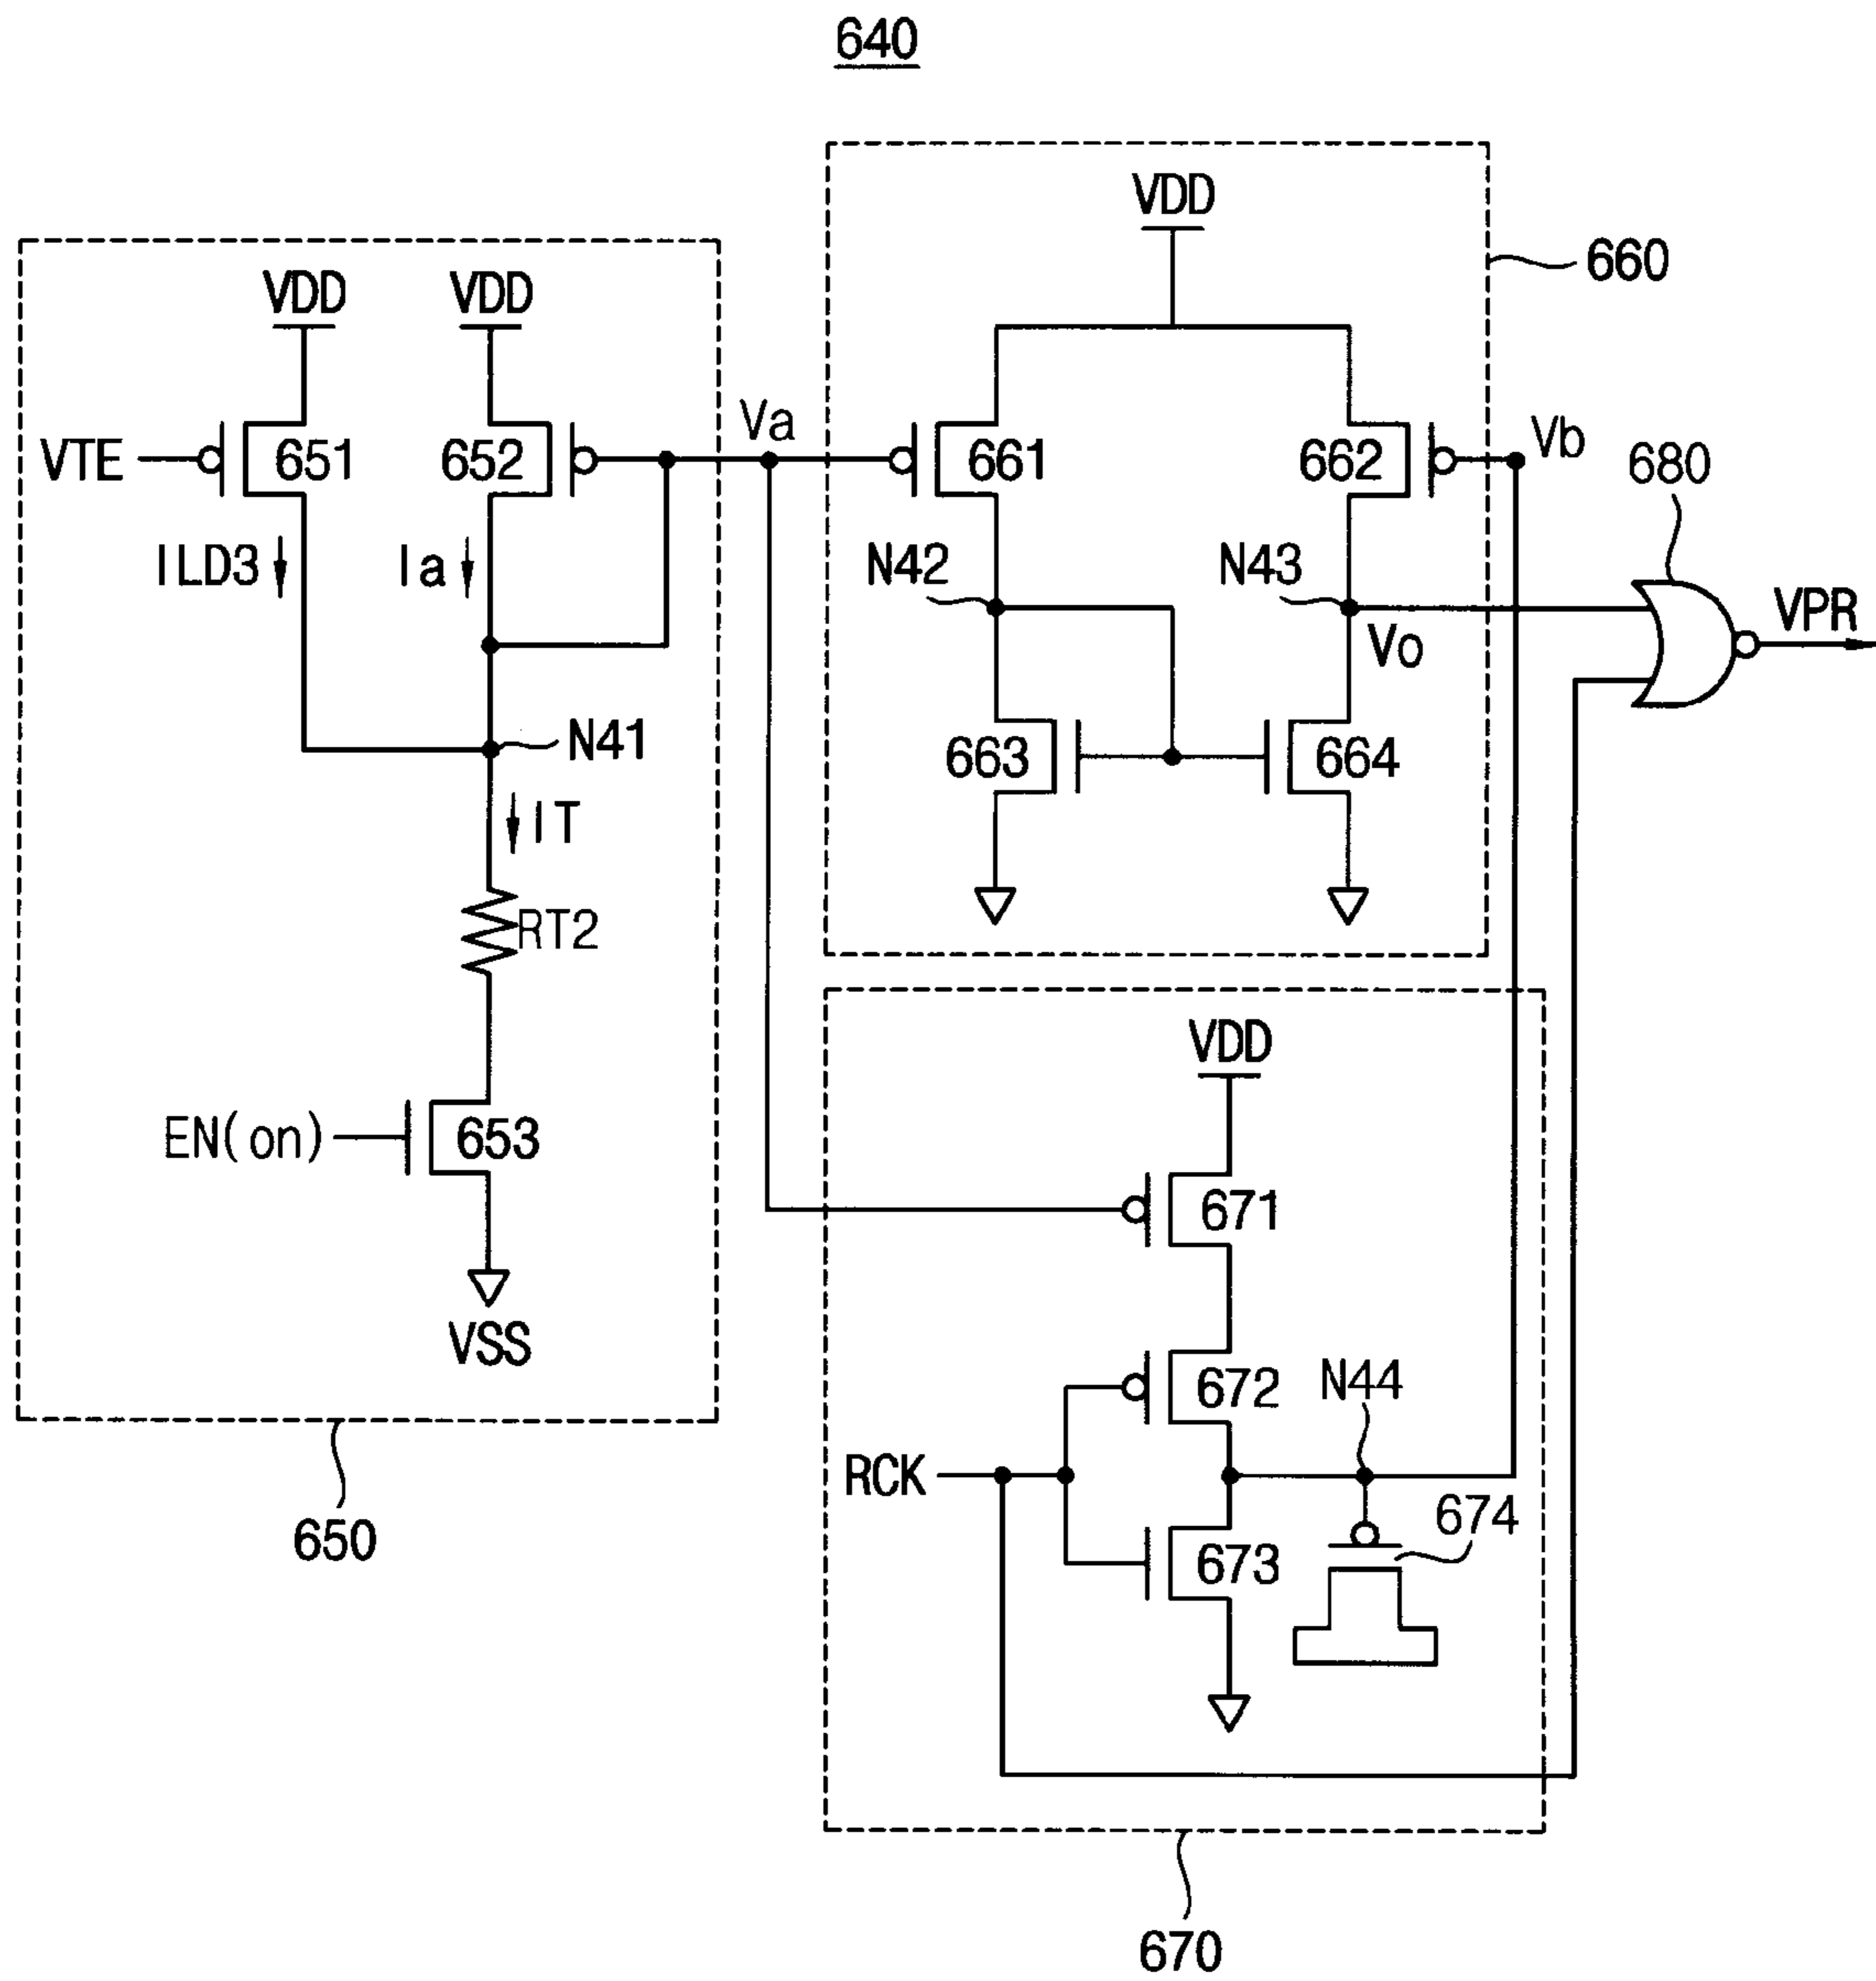 640
VDD
660
VDD VDD
Va
Vb
VTE 651 652 661 662 680
ILD3 Ia N42 N43 VPR
Vo
N41 663 664
IT
RT2
VDD
EN(on) 653
671
VSS
672 N44
RCK
674
650 673
670